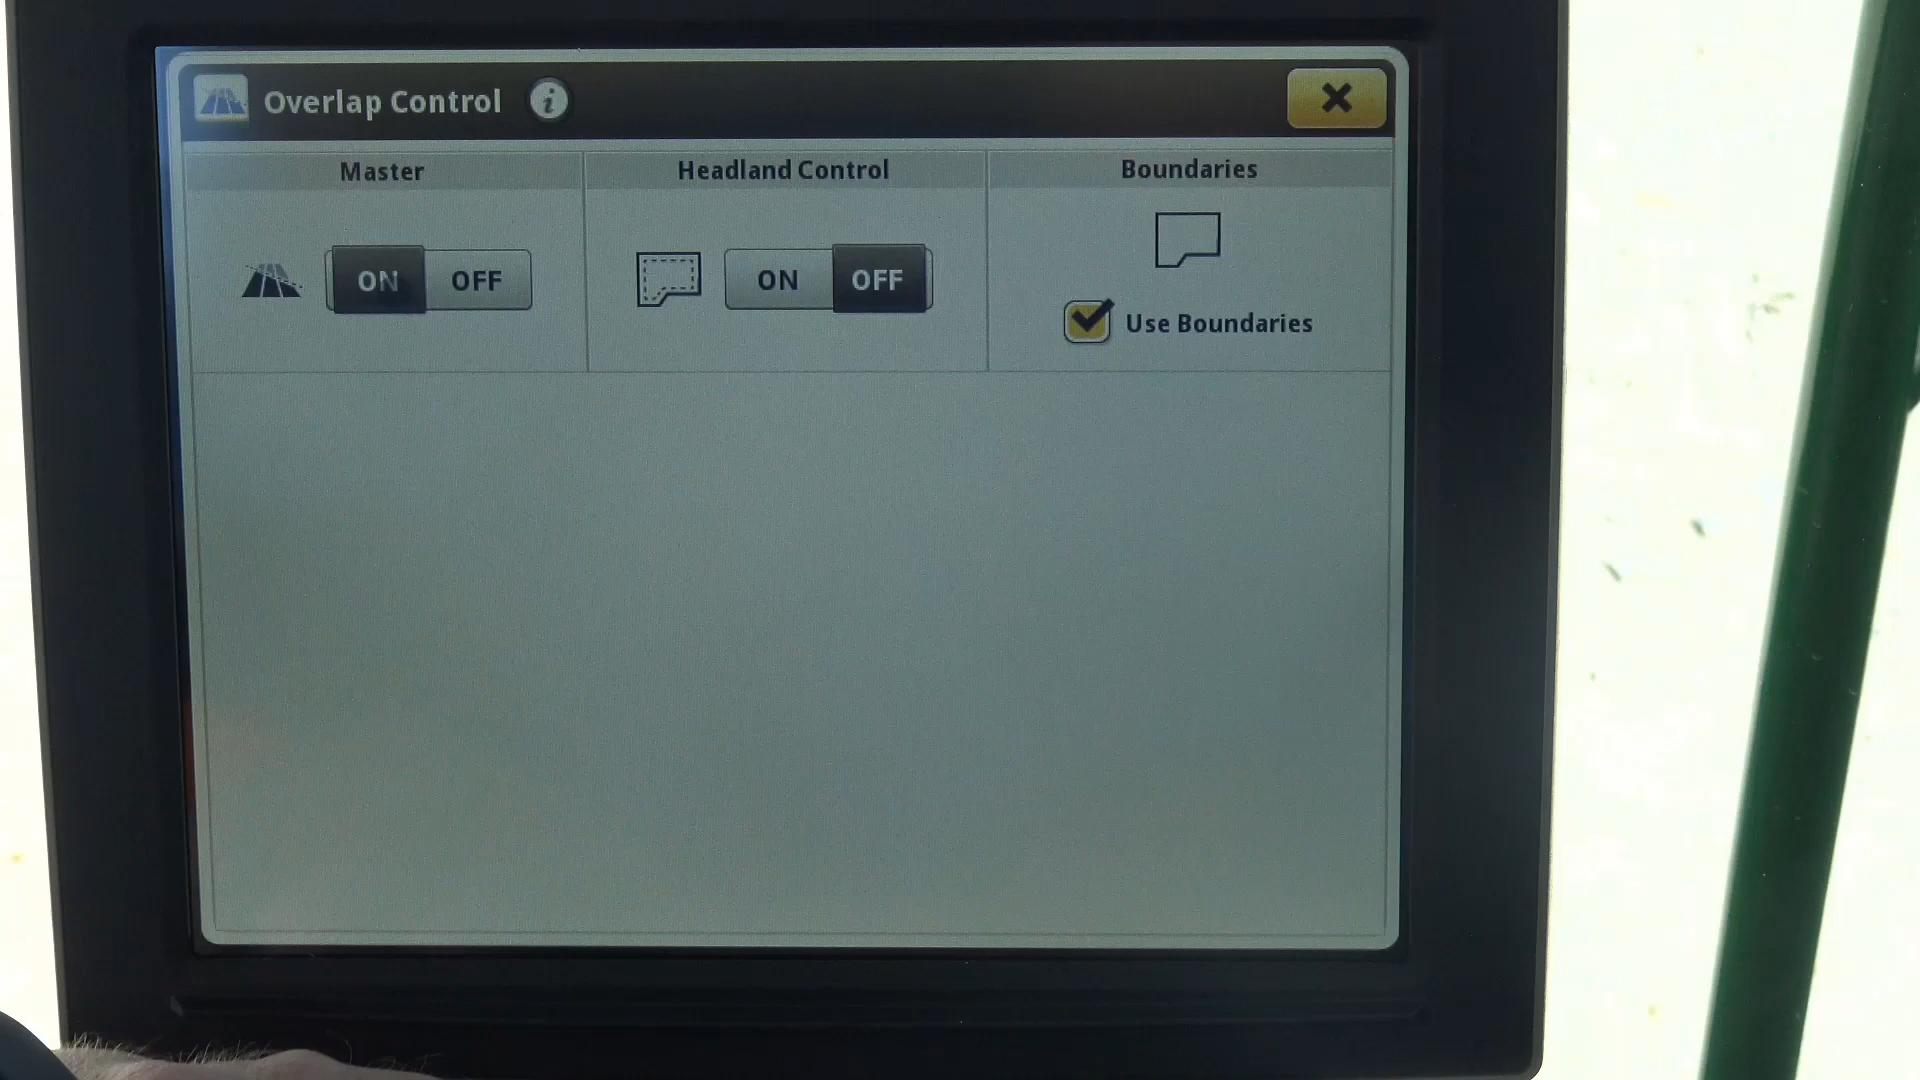 Overlap Control i
Master
Headland Control
Boundaries
ON OFF
ON OFF
Use Boundaries